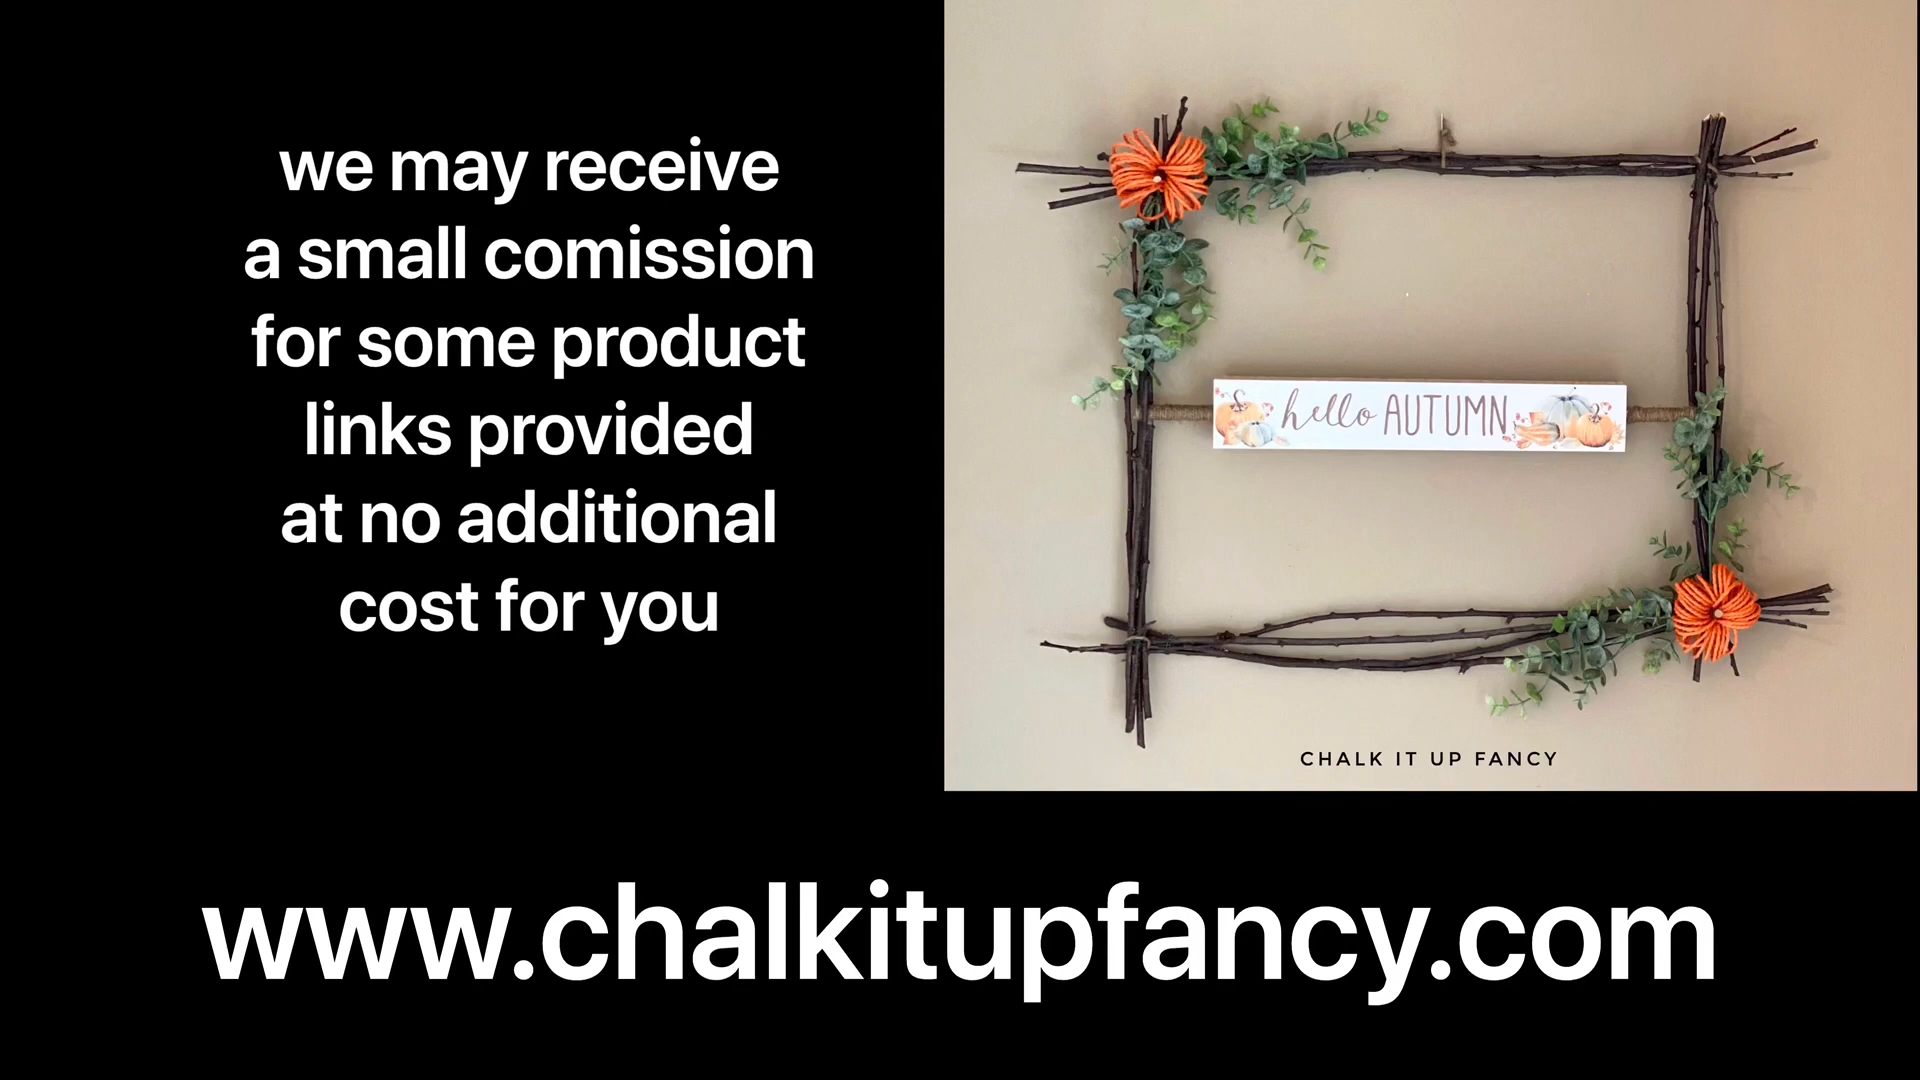 we may receive
a small comission
for some product
links provided
at no additional
cost for you
hello AUTUMN
CHALK IT UP FANCY
www.chalkitupfancy.com